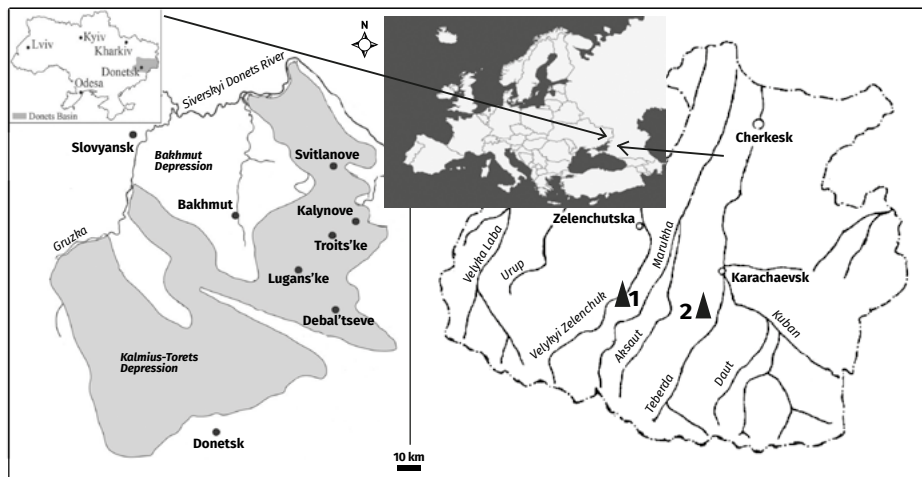 Lviv
Kyiv
Kharkiv
Donetsk
Odesa
Donets Basin
N
Siverskyi Donets River
Slovyansk
Bakhmut
Depression
Svitlanove
Bakhmut
Kalynove
Troits'ke
Gruzka
Lugans'ke
Debal'tseve
Kalmius-Torets
Depression
Donetsk
10 km
Cherkesk
Zelenchutska
Marukha
Velyka Laba
Urup
Karachaevsk
1
2
Velykyi Zelenchuk
Aksaut
Kuban
Teberda
Daut